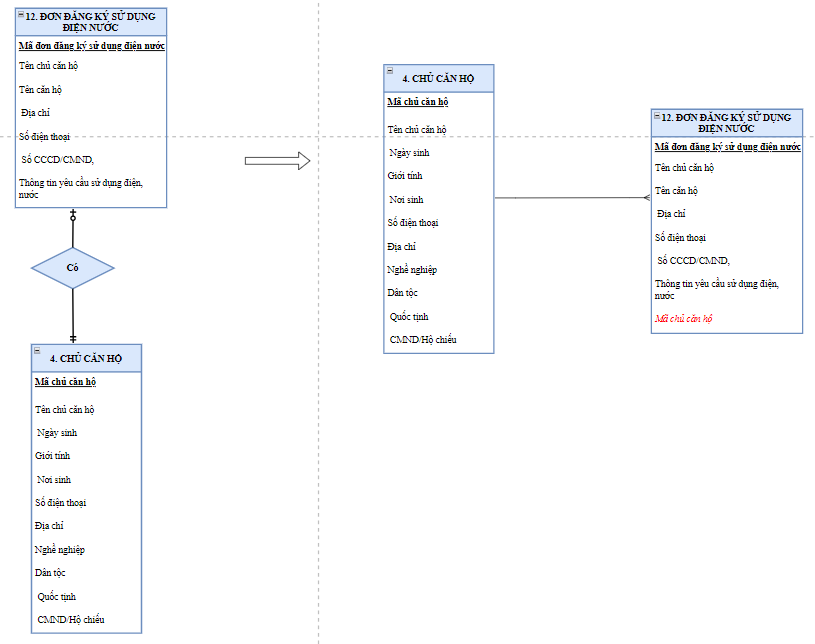 12. ĐƠN ĐĂNG KÝ SỬ DỤNG
ĐIỆN NƯỚC
Mã đơn đăng ký sử dụng điện nước
Tên chủ căn hộ
Tên căn hộ
Địa chỉ
Số điện thoại
Số CCCD/CMND,
Thông tin yêu cầu sử dụng điện,
nước
Có
4. CHỦ CĂN HỘ
Mã chủ căn hộ
Tên chủ căn hộ
Ngày sinh
Giới tính
Nơi sinh
Số điện thoại
Địa chỉ
Nghề nghiệp
Dân tộc
Quốc tịnh
CMND/Hộ chiếu
4. CHỦ CĂN HỘ
Mã chủ căn hộ
Tên chủ căn hộ
Ngày sinh
Giới tính
Nơi sinh
Số điện thoại
Địa chỉ
Nghề nghiệp
Dân tộc
Quốc tịnh
CMND/Hộ chiếu
12. ĐƠN ĐĂNG KÝ SỬ DỤNG
ĐIỆN NƯỚC
Mã đơn đăng ký sử dụng điện nước
Tên chủ căn hộ
Tên căn hộ
Địa chỉ
Số điện thoại
Số CCCD/CMND,
Thông tin yêu cầu sử dụng điện,
nước
Mã chủ căn hộ